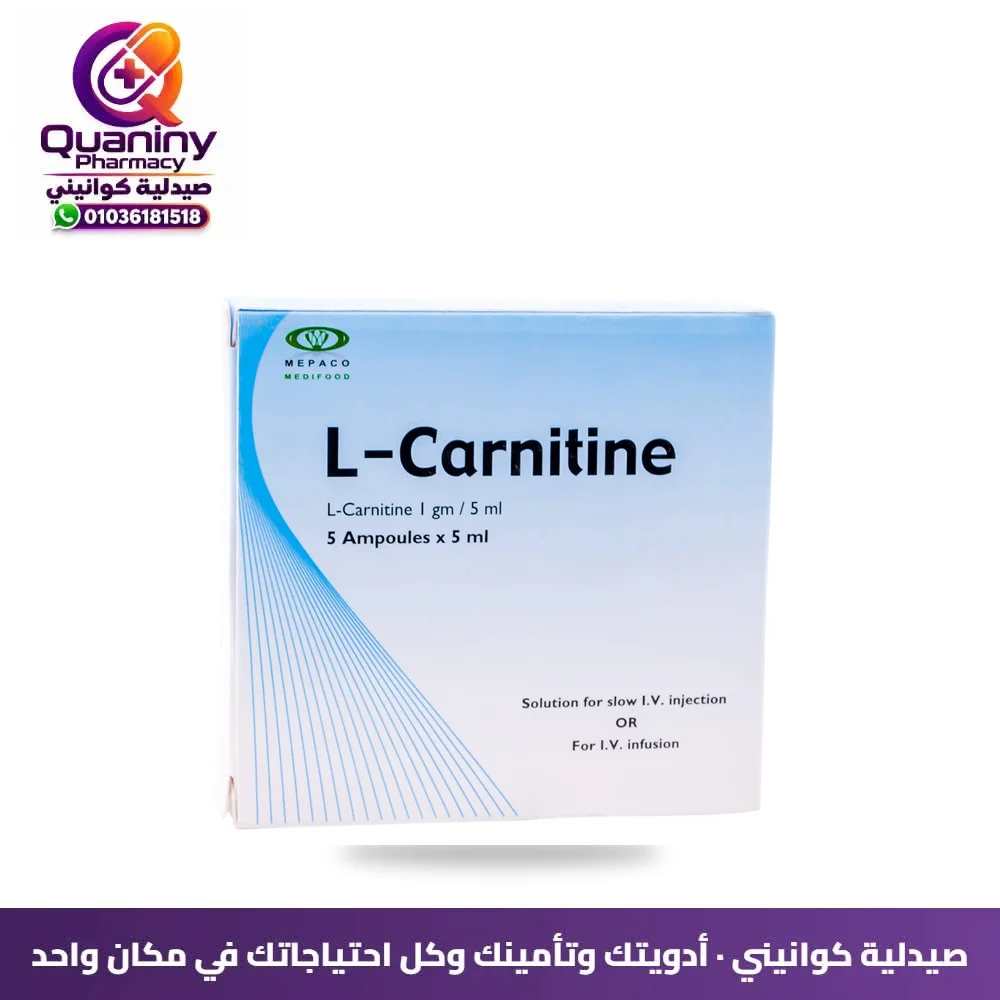 Quaniny
Pharmacy
صيدلية كوانيني
01036181518
MEPACO
MEDIFOOD
L-Carnitine
L-Carnitine 1 gm / 5 ml
5 Ampoules x 5 ml
Solution for slow I.V. injection
OR
For I.V. infusion
صيدلية كوانيني . أدويتك وتأمينك وكل احتياجاتك في مكان واحد